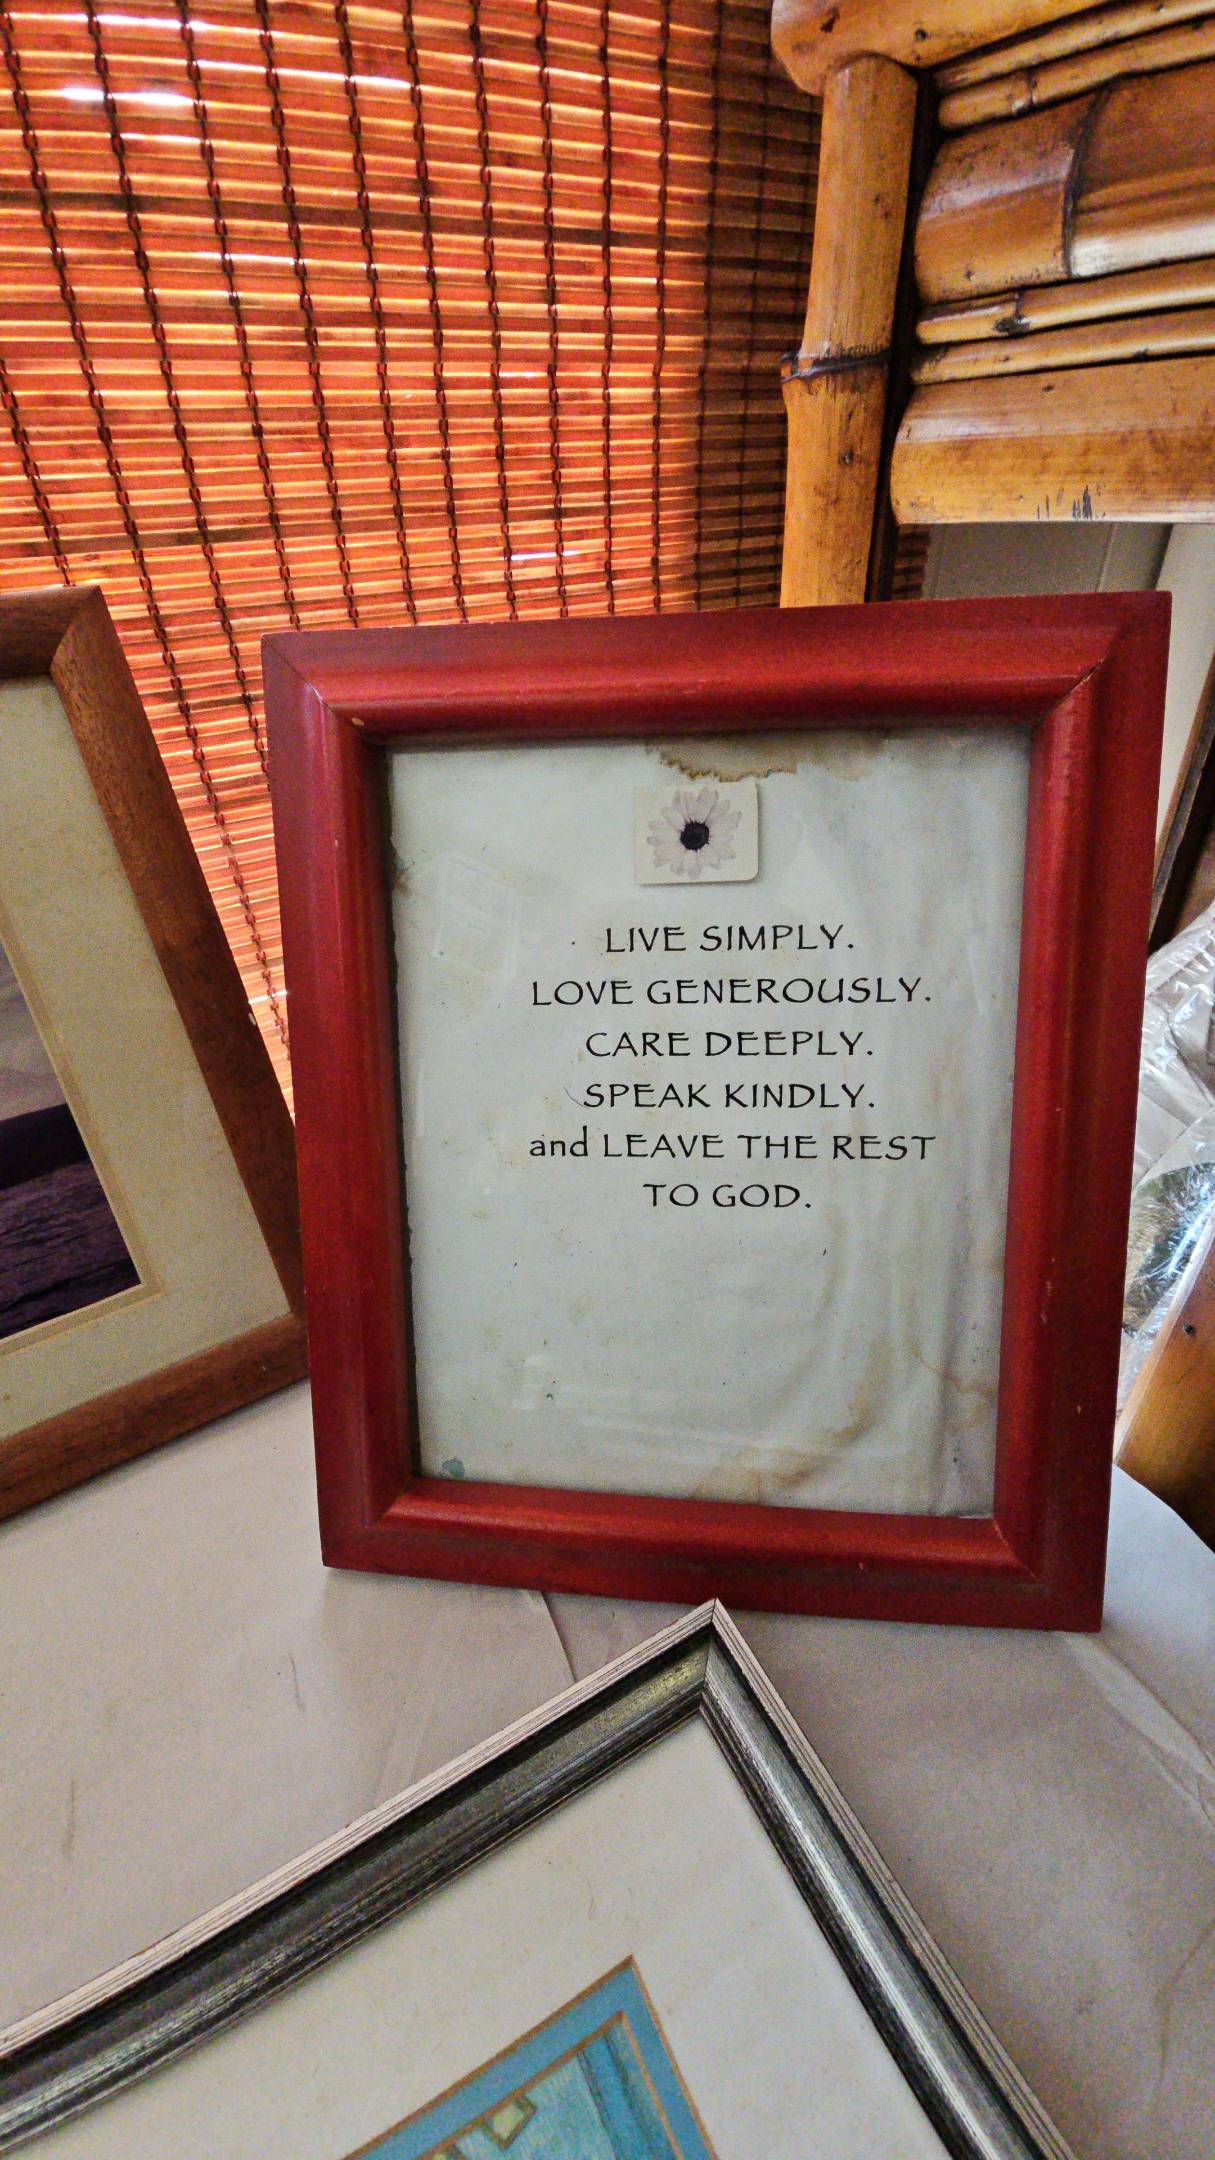 LIVE SIMPLY.
LOVE GENEROUSLY.
CARE DEEPLY.
SPEAK KINDLY.
and LEAVE THE REST
TO GOD.